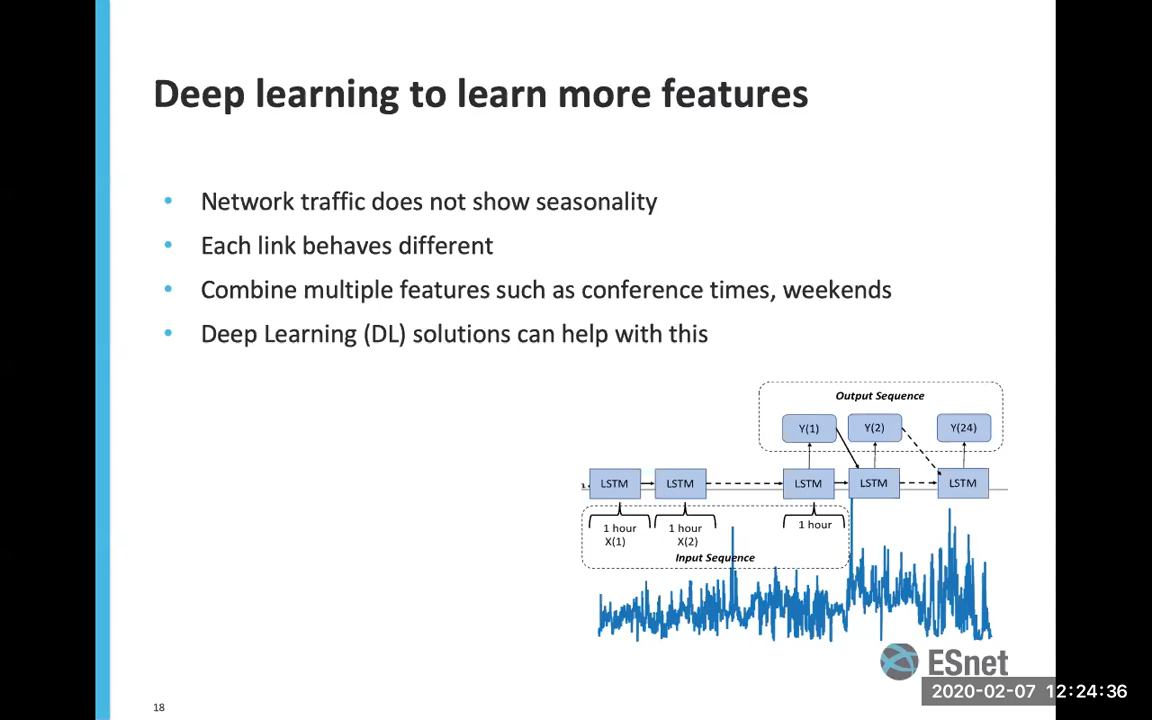 Deep learning to learn more features
• Network traffic does not show seasonality
• Each link behaves different
• Combine multiple features such as conference times, weekends
• Deep Learning (DL) solutions can help with this
Output Sequence
Y(1) Y(2) Y(24)
1. LSTM LSTM LSTM LSTM LSTM
1 hour 1 hour 1 hour
X(1) X(2)
Input Sequence
ESnet
2020-02-07 12:24:36
18